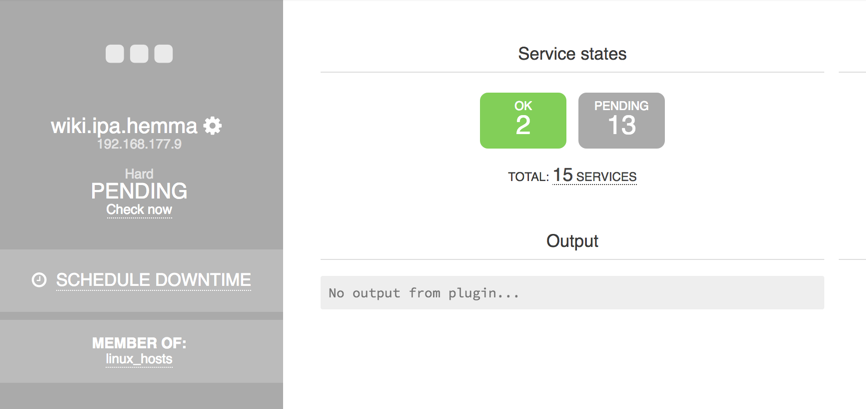 wiki.ipa.hemma
192.168.177.9
Hard
PENDING
Check now
SCHEDULE DOWNTIME
MEMBER OF:
linux_hosts
Service states
OK
2
PENDING
13
TOTAL: 15 SERVICES
Output
No output from plugin...